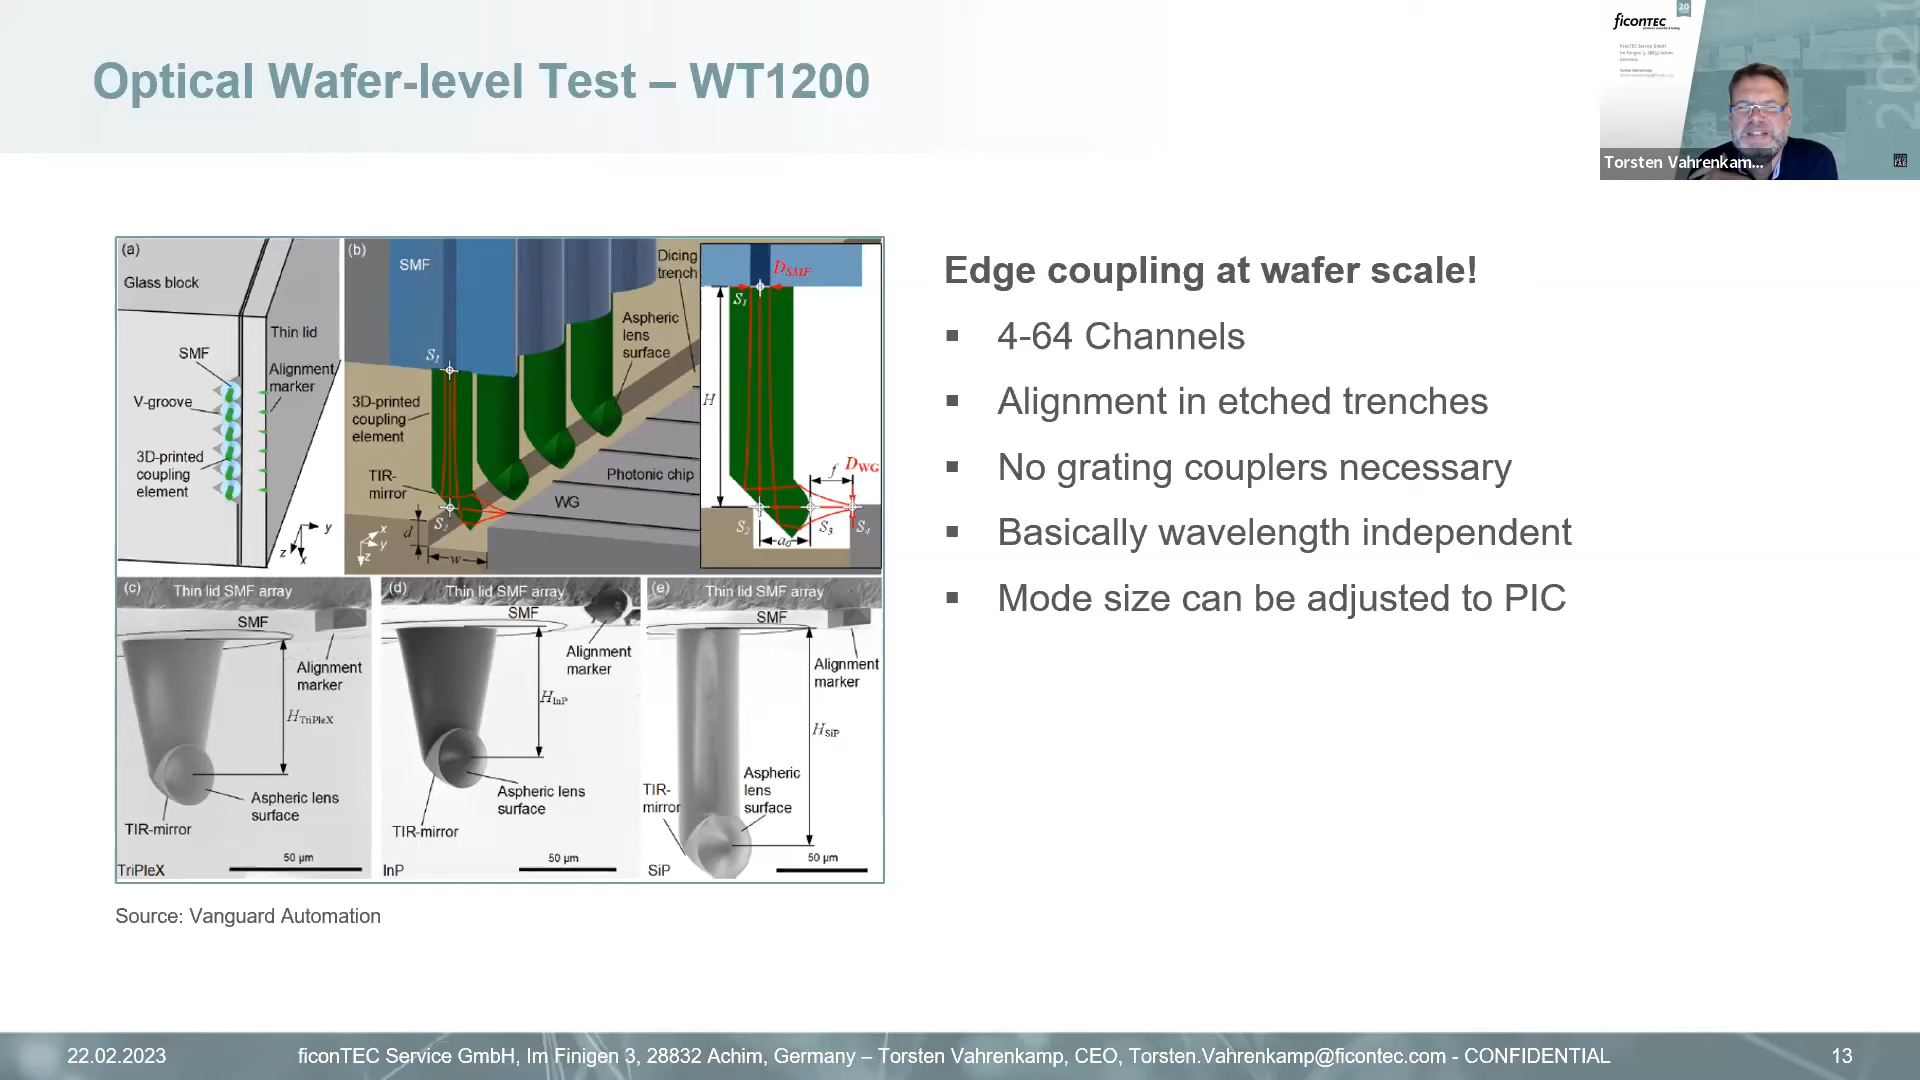 Optical Wafer-level Test – WT1200
ficonTEC
20
Torsten Vahrenkam...
(a)
Glass block
Thin lid
SMF
Alignment
marker
V-groove
3D-printed
coupling
element
y
z
x
(b)
SMF
Dicing
trench
Aspheric
lens
surface
S1
3D-printed
coupling
element
TIR-
mirror
Photonic chip
WG
S2
d
w
x
y
z
DSMF
S1
H
f
DWG
S2
S3
S4
a0
(c)
Thin lid SMF array
SMF
Alignment
marker
HTriPleX
Aspheric lens
surface
TIR-mirror
50 µm
TriPleX
(d)
Thin lid SMF array
SMF
Alignment
marker
HInP
Aspheric lens
surface
TIR-mirror
50 µm
InP
(e)
Thin lid SMF array
SMF
Alignment
marker
HSiP
Aspheric
lens
surface
TIR-
mirror
50 µm
SiP
Source: Vanguard Automation
Edge coupling at wafer scale!
▪ 4-64 Channels
▪ Alignment in etched trenches
▪ No grating couplers necessary
▪ Basically wavelength independent
▪ Mode size can be adjusted to PIC
22.02.2023
ficonTEC Service GmbH, Im Finigen 3, 28832 Achim, Germany – Torsten Vahrenkamp, CEO, Torsten.Vahrenkamp@ficontec.com - CONFIDENTIAL
13